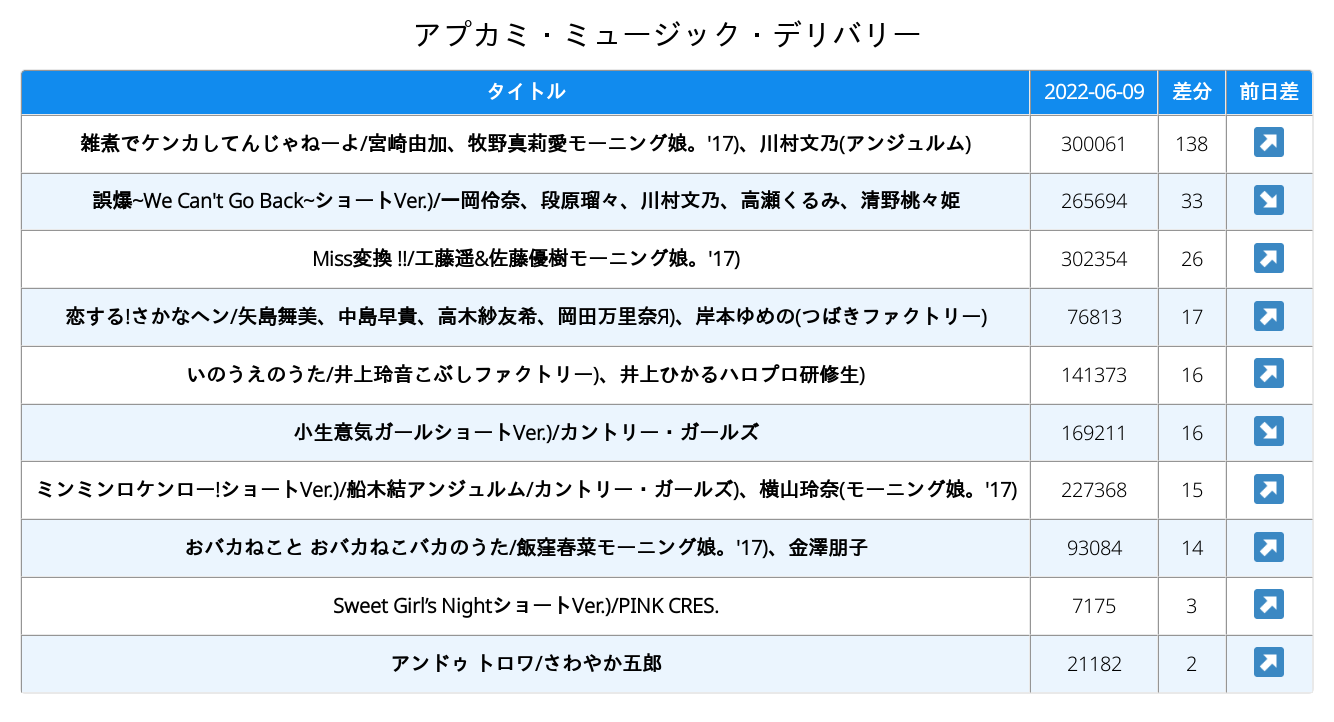 アプカミ・ミュージック・デリバリー
タイトル 2022-06-09 差分 前日差
雑煮でケンカしてんじゃねーよ/宮崎由加、牧野真莉愛モーニング娘。'17)、川村文乃(アンジュルム) 300061 138 ↗
誤爆~We Can't Go Back~ショートVer.)/一岡伶奈、段原瑠々、川村文乃、高瀬くるみ、清野桃々姫 265694 33 ↘
Miss変換 !!/工藤遥&佐藤優樹モーニング娘。'17) 302354 26 ↗
恋する!さかなヘン/矢島舞美、中島早貴、高木紗友希、岡田万里奈Я)、岸本ゆめの(つばきファクトリー) 76813 17 ↗
いのうえのうた/井上玲音こぶしファクトリー)、井上ひかるハロプロ研修生) 141373 16 ↗
小生意気ガールショートVer.)/カントリー・ガールズ 169211 16 ↘
ミンミンロケンロー!ショートVer.)/船木結アンジュルム/カントリー・ガールズ)、横山玲奈(モーニング娘。'17) 227368 15 ↗
おバカねこと おバカねこバカのうた/飯窪春菜モーニング娘。'17)、金澤朋子 93084 14 ↗
Sweet Girl’s NightショートVer.)/PINK CRES. 7175 3 ↗
アンドゥ トロワ/さわやか五郎 21182 2 ↗